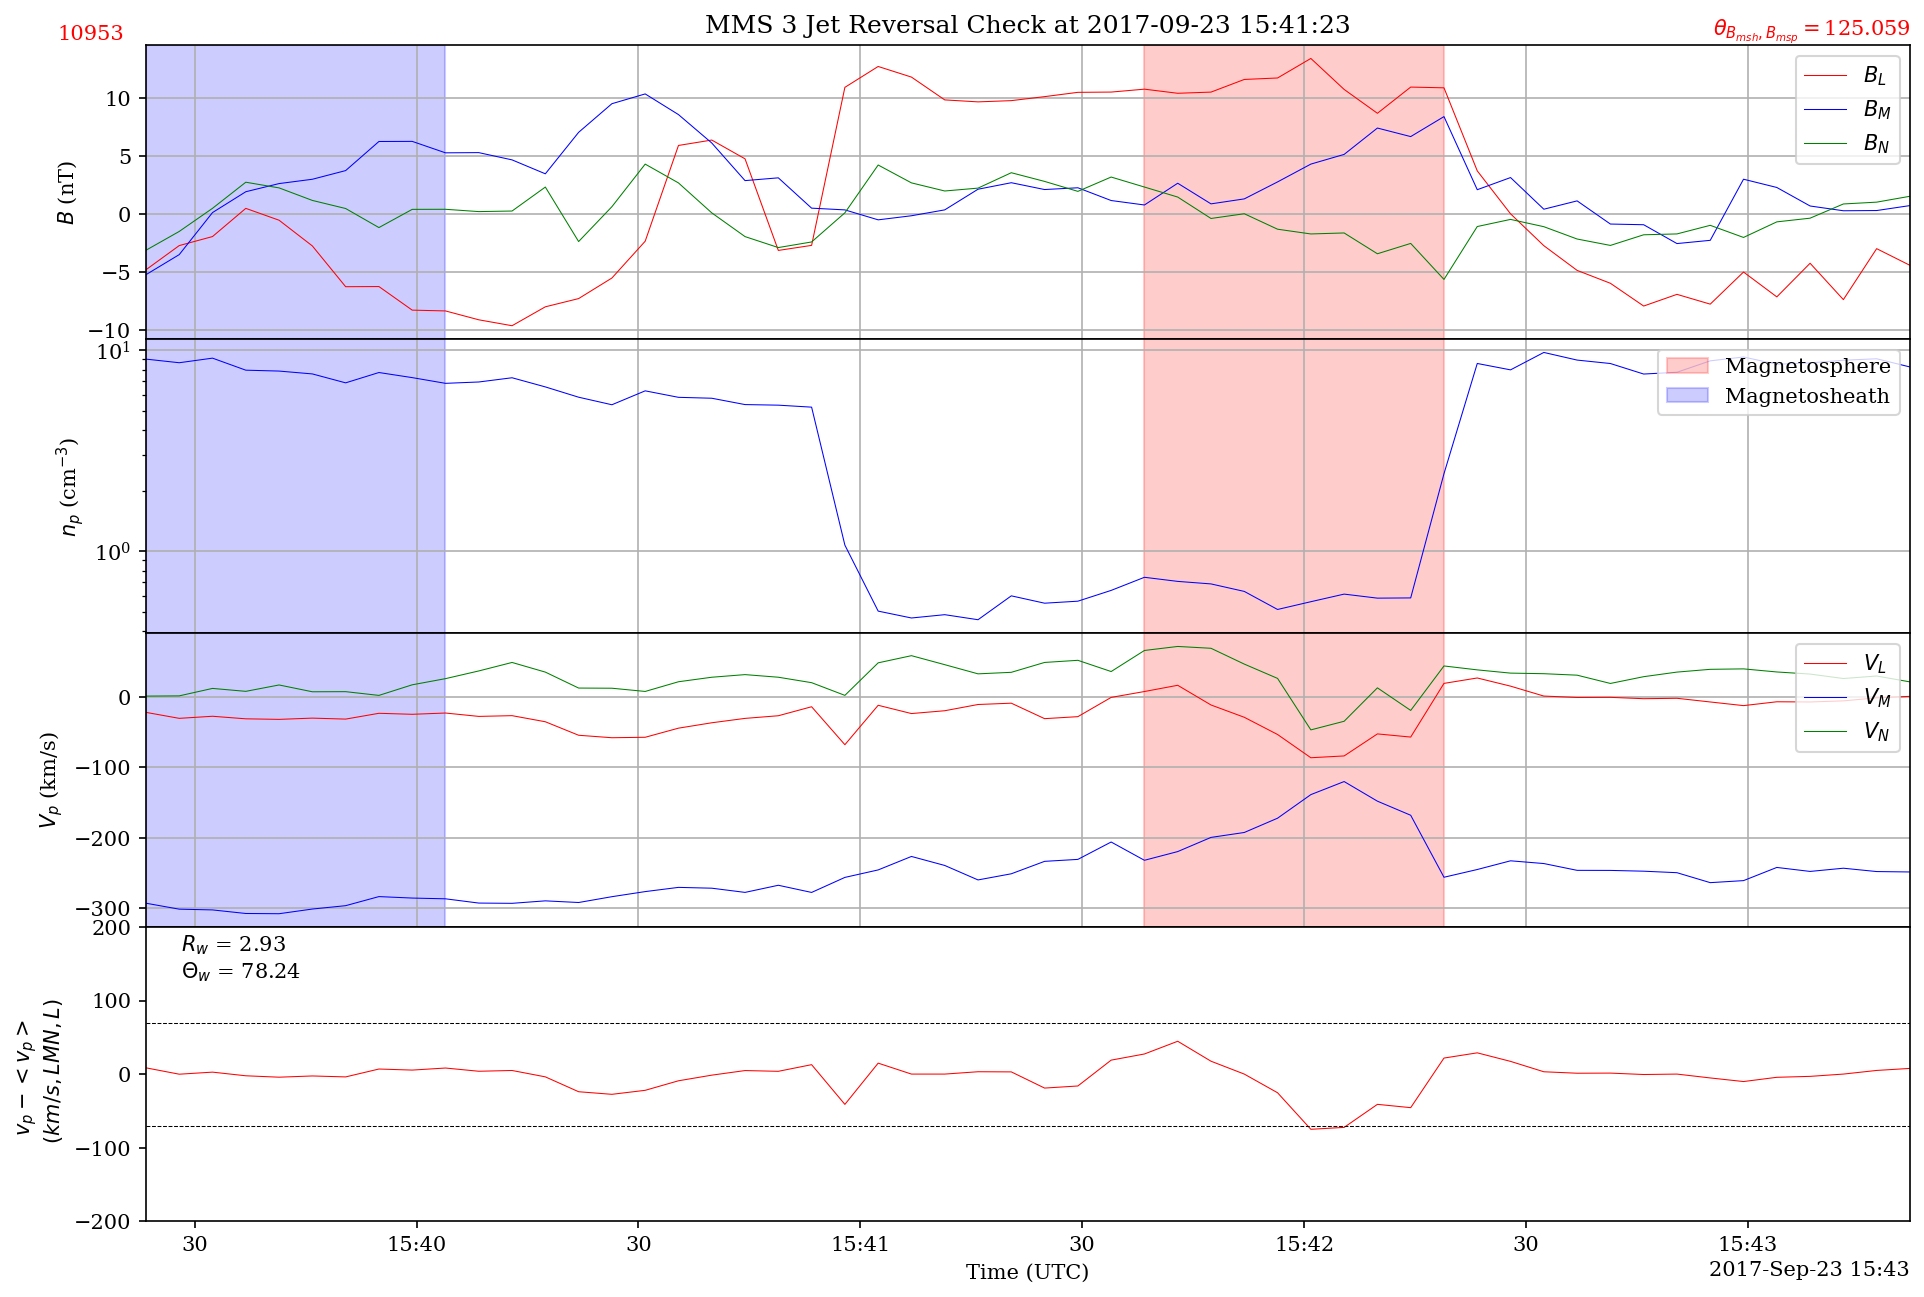 10953
MMS 3 Jet Reversal Check at 2017-09-23 15:41:23
θ_{B_{msh}, B_{msp}} = 125.059
B (nT)
10
5
0
−5
−10
B_L
B_M
B_N
n_p (cm^{−3})
10^1
10^0
Magnetosphere
Magnetosheath
V_p (km/s)
0
−100
−200
−300
V_L
V_M
V_N
v_p − < v_p >
(km/s, LMN, L)
200
100
0
−100
−200
R_w = 2.93
Θ_w = 78.24
30
15:40
30
15:41
30
15:42
30
15:43
Time (UTC)
2017-Sep-23 15:43